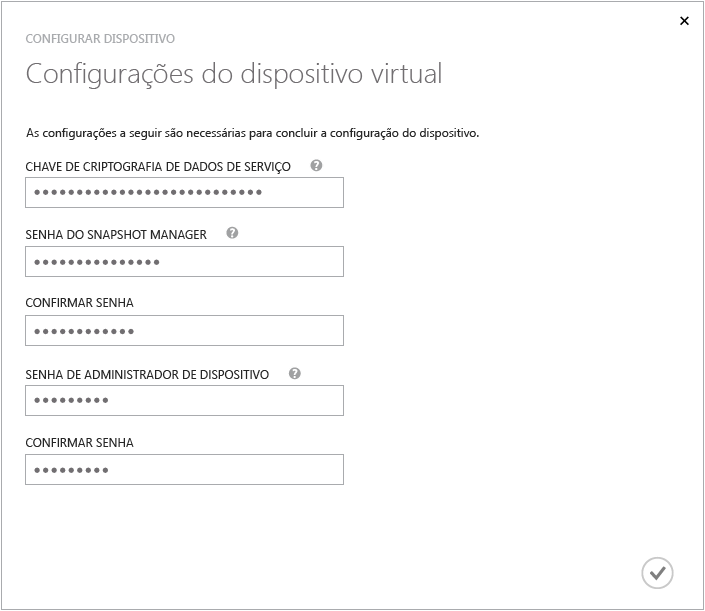 CONFIGURAR DISPOSITIVO
Configurações do dispositivo virtual
As configurações a seguir são necessárias para concluir a configuração do dispositivo.
CHAVE DE CRIPTOGRAFIA DE DADOS DE SERVIÇO ?
•••••••••••••••••••••••••••
SENHA DO SNAPSHOT MANAGER ?
•••••••••••••••
CONFIRMAR SENHA
••••••••••••
SENHA DE ADMINISTRADOR DE DISPOSITIVO ?
•••••••••
CONFIRMAR SENHA
•••••••••